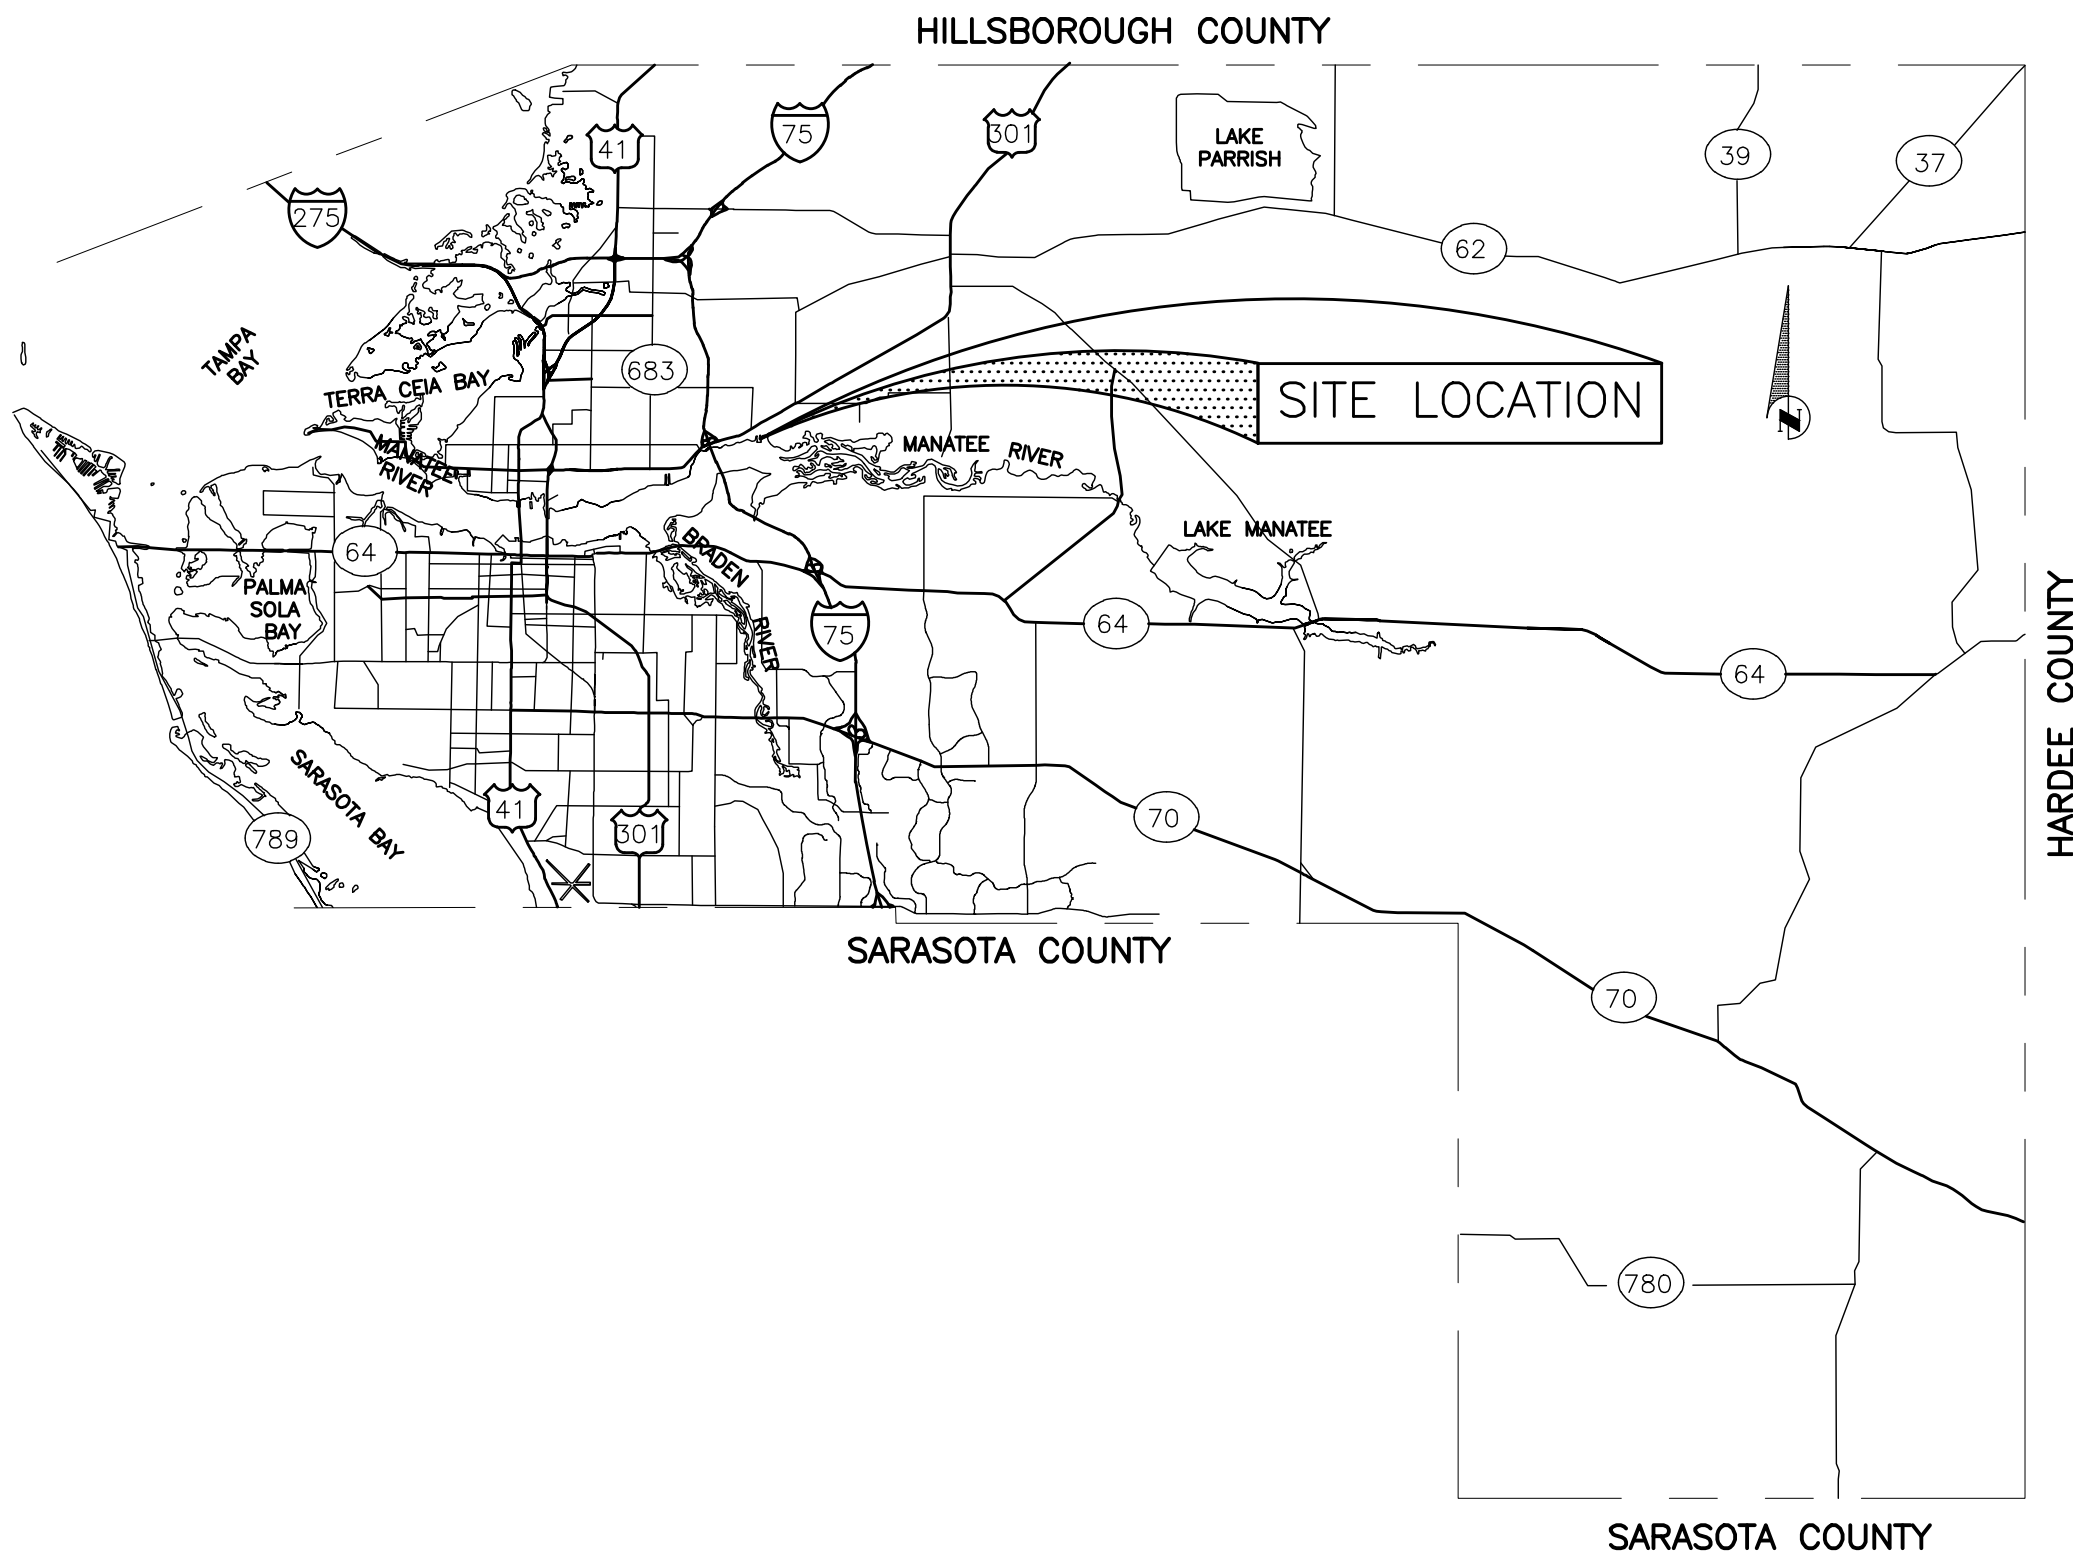 HILLSBOROUGH COUNTY
75
301
41
LAKE
PARRISH
39
37
275
62
TAMPA
BAY
683
TERRA CEIA BAY
SITE LOCATION
N
MANATEE
RIVER
MANATEE RIVER
LAKE MANATEE
64
BRADEN
RIVER
PALMA
SOLA
BAY
75
64
64
HARDEE COUNTY
SARASOTA BAY
41
301
789
70
SARASOTA COUNTY
70
780
SARASOTA COUNTY